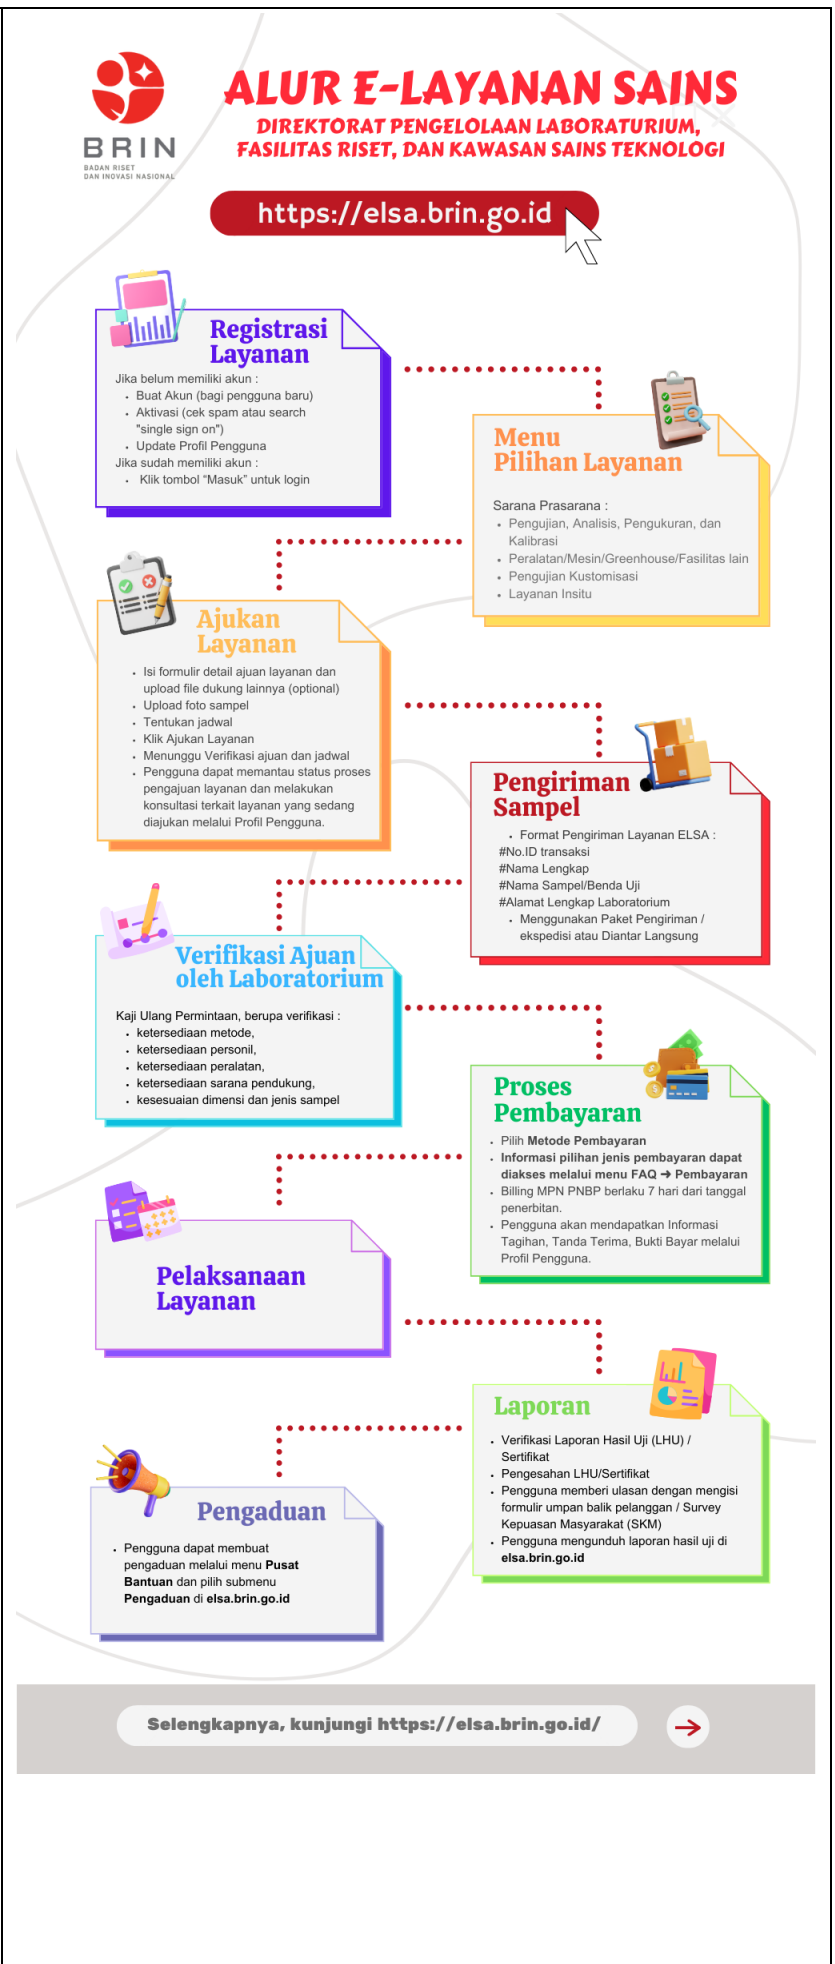 BRIN
BADAN RISET
DAN INOVASI NASIONAL
ALUR E-LAYANAN SAINS
DIREKTORAT PENGELOLAAN LABORATURIUM,
FASILITAS RISET, DAN KAWASAN SAINS TEKNOLOGI
https://elsa.brin.go.id
Registrasi
Layanan
Jika belum memiliki akun :
• Buat Akun (bagi pengguna baru)
• Aktivasi (cek spam atau search
"single sign on")
• Update Profil Pengguna
Jika sudah memiliki akun :
• Klik tombol “Masuk” untuk login
Menu
Pilihan Layanan
Sarana Prasarana :
• Pengujian, Analisis, Pengukuran, dan
Kalibrasi
• Peralatan/Mesin/Greenhouse/Fasilitas lain
• Pengujian Kustomisasi
• Layanan Insitu
Ajukan
Layanan
• Isi formulir detail ajuan layanan dan
upload file dukung lainnya (optional)
• Upload foto sampel
• Tentukan jadwal
• Klik Ajukan Layanan
• Menunggu Verifikasi ajuan dan jadwal
• Pengguna dapat memantau status proses
pengajuan layanan dan melakukan
konsultasi terkait layanan yang sedang
diajukan melalui Profil Pengguna.
Pengiriman
Sampel
• Format Pengiriman Layanan ELSA :
#No.ID transaksi
#Nama Lengkap
#Nama Sampel/Benda Uji
#Alamat Lengkap Laboratorium
• Menggunakan Paket Pengiriman /
ekspedisi atau Diantar Langsung
Verifikasi Ajuan
oleh Laboratorium
Kaji Ulang Permintaan, berupa verifikasi :
• ketersediaan metode,
• ketersediaan personil,
• ketersediaan peralatan,
• ketersediaan sarana pendukung,
• kesesuaian dimensi dan jenis sampel
Proses
Pembayaran
• Pilih Metode Pembayaran
• Informasi pilihan jenis pembayaran dapat
diakses melalui menu FAQ ➜ Pembayaran
• Billing MPN PNBP berlaku 7 hari dari tanggal
penerbitan.
• Pengguna akan mendapatkan Informasi
Tagihan, Tanda Terima, Bukti Bayar melalui
Profil Pengguna.
Pelaksanaan
Layanan
Laporan
• Verifikasi Laporan Hasil Uji (LHU) /
Sertifikat
• Pengesahan LHU/Sertifikat
• Pengguna memberi ulasan dengan mengisi
formulir umpan balik pelanggan / Survey
Kepuasan Masyarakat (SKM)
• Pengguna mengunduh laporan hasil uji di
elsa.brin.go.id
Pengaduan
• Pengguna dapat membuat
pengaduan melalui menu Pusat
Bantuan dan pilih submenu
Pengaduan di elsa.brin.go.id
Selengkapnya, kunjungi https://elsa.brin.go.id/